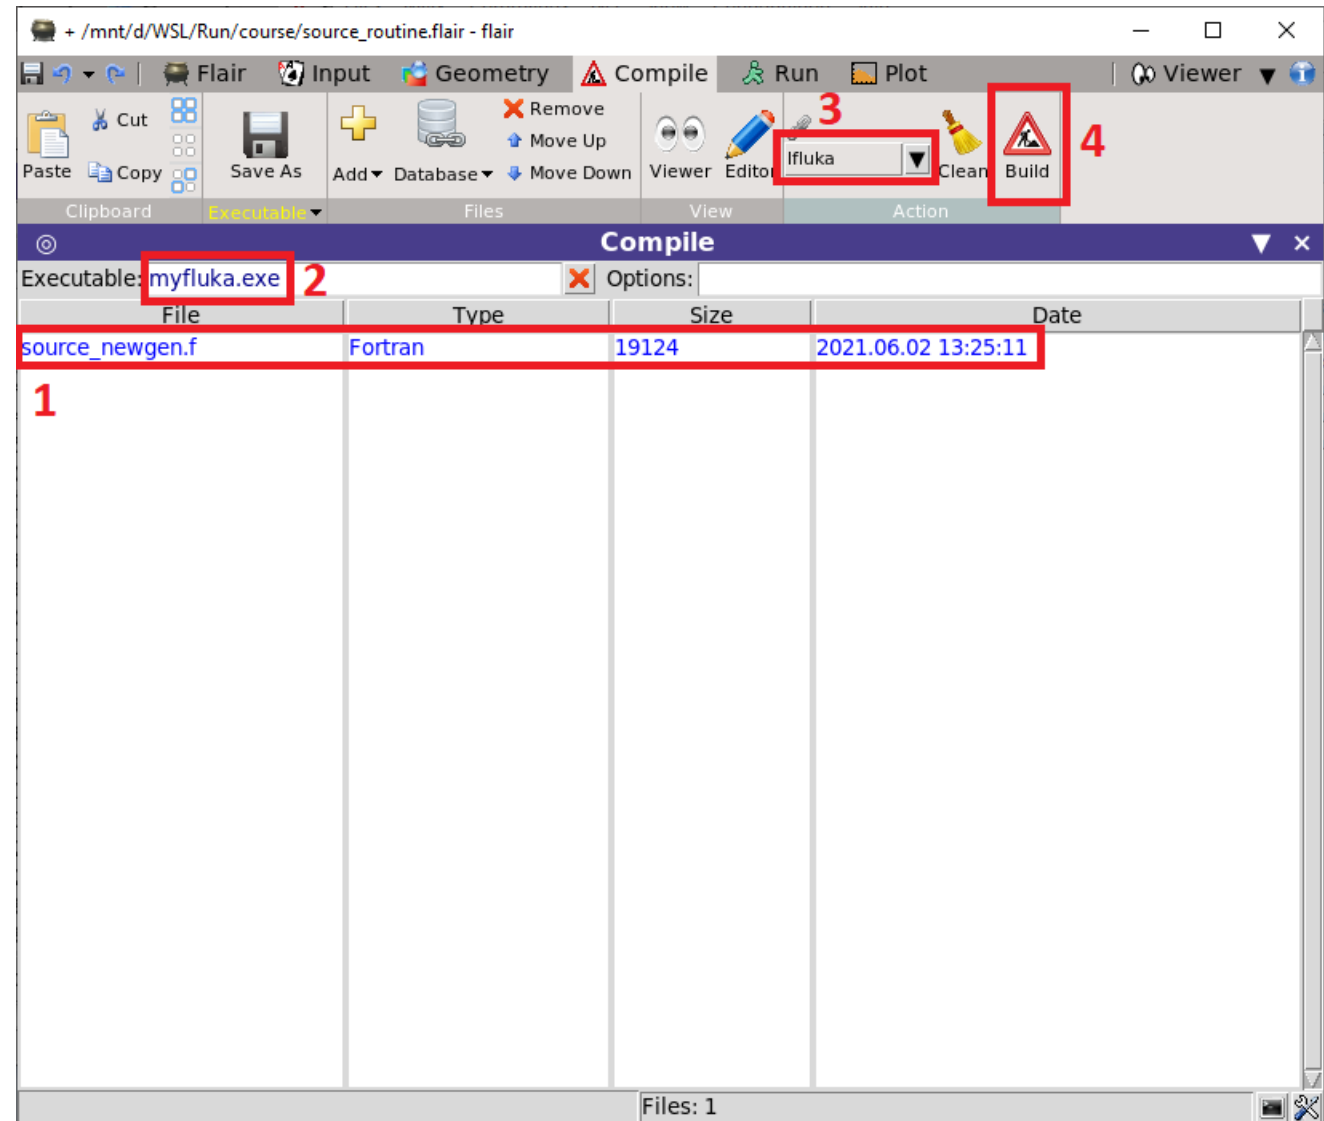 + /mnt/d/WSL/Run/course/source_routine.flair - flair
Flair Input Geometry Compile Run Plot Viewer
3
Cut Remove
Move Up
4
Paste Copy Save As Add Database Move Down Viewer Editor lfluka Clean Build
Clipboard Executable Files View Action
Compile
Executable: myfluka.exe 2 Options:
File Type Size Date
source_newgen.f Fortran 19124 2021.06.02 13:25:11
1
Files: 1